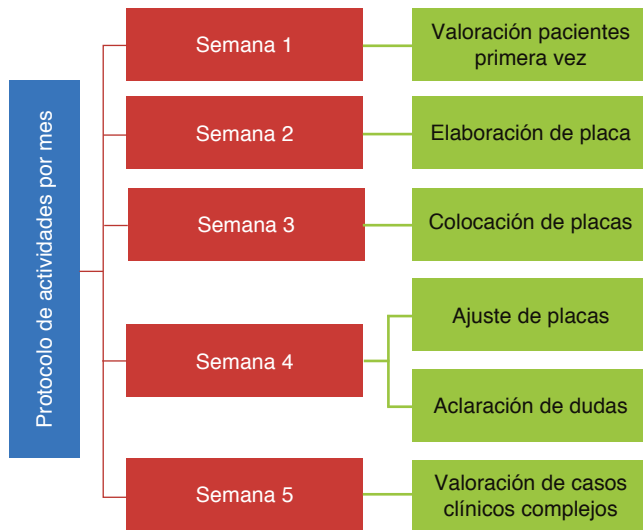 Protocolo de actividades por mes
Semana 1
Valoración pacientes
primera vez
Semana 2
Elaboración de placa
Semana 3
Colocación de placas
Semana 4
Ajuste de placas
Aclaración de dudas
Semana 5
Valoración de casos
clínicos complejos